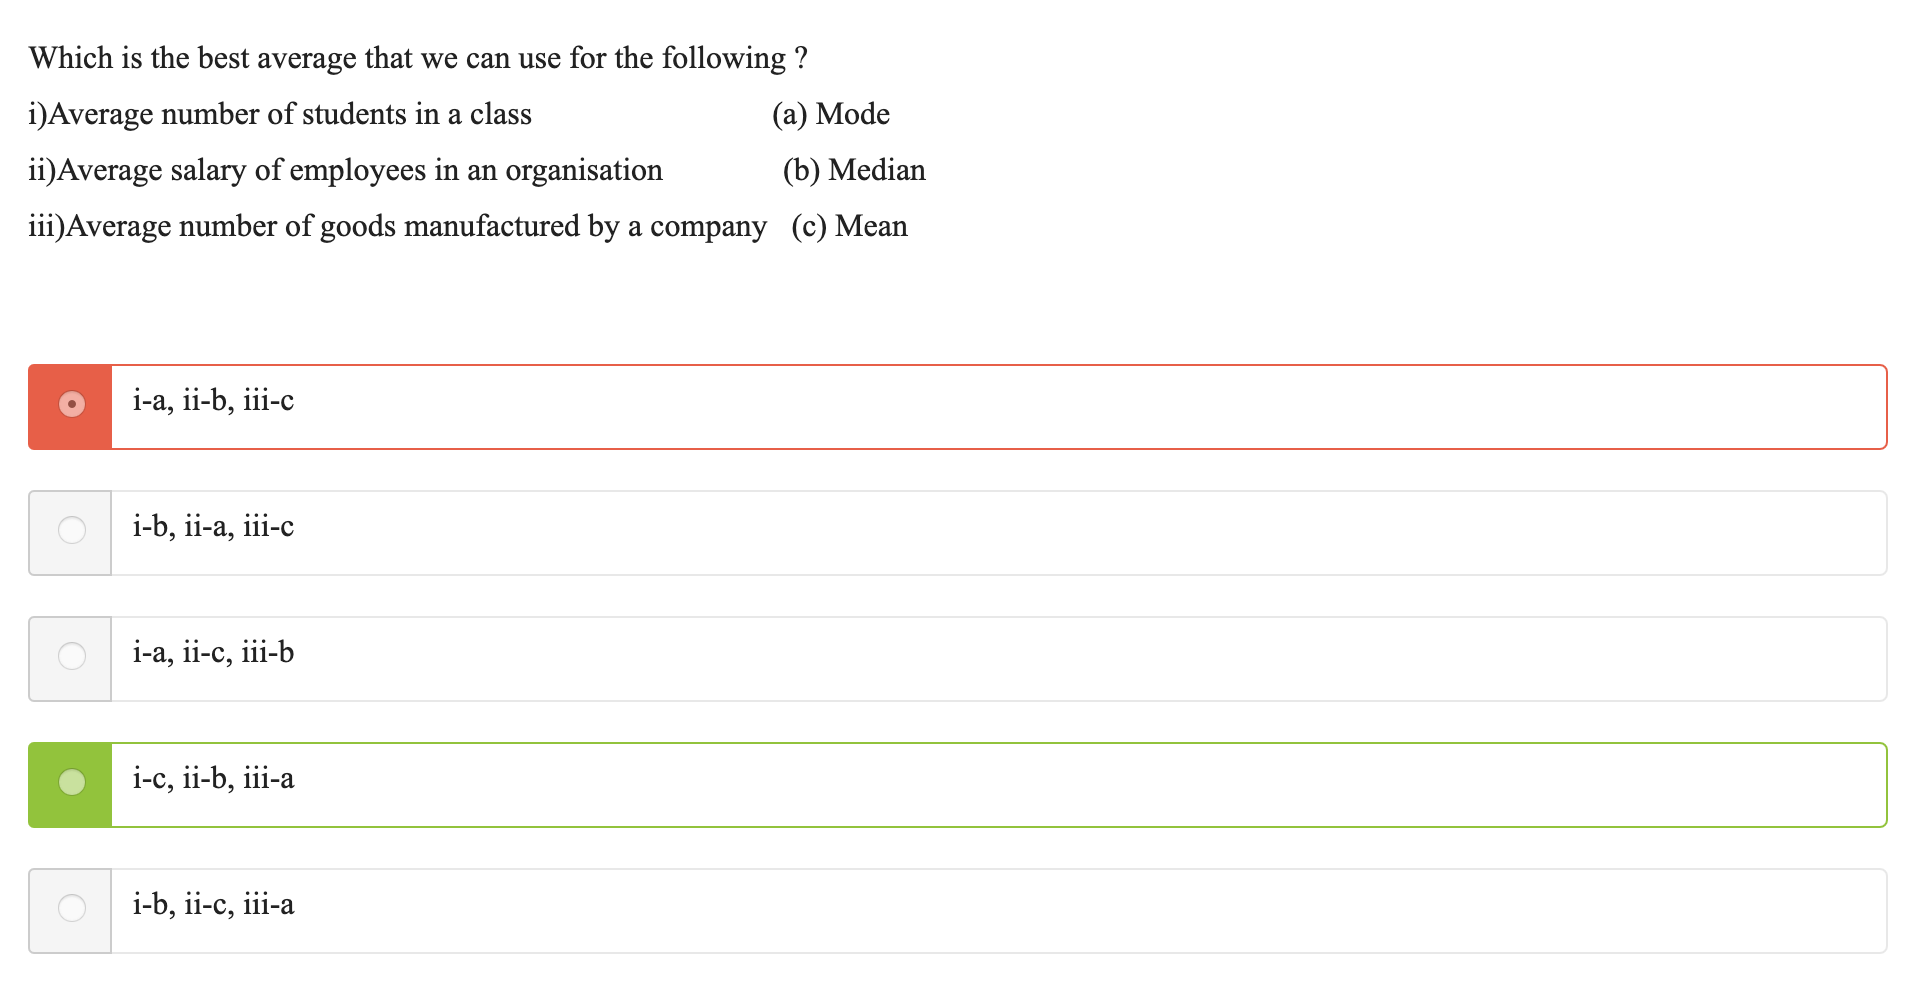 Which is the best average that we can use for the following ?
i)Average number of students in a class (a) Mode
ii)Average salary of employees in an organisation (b) Median
iii)Average number of goods manufactured by a company (c) Mean
i-a, ii-b, iii-c
i-b, ii-a, iii-c
i-a, ii-c, iii-b
i-c, ii-b, iii-a
i-b, ii-c, iii-a